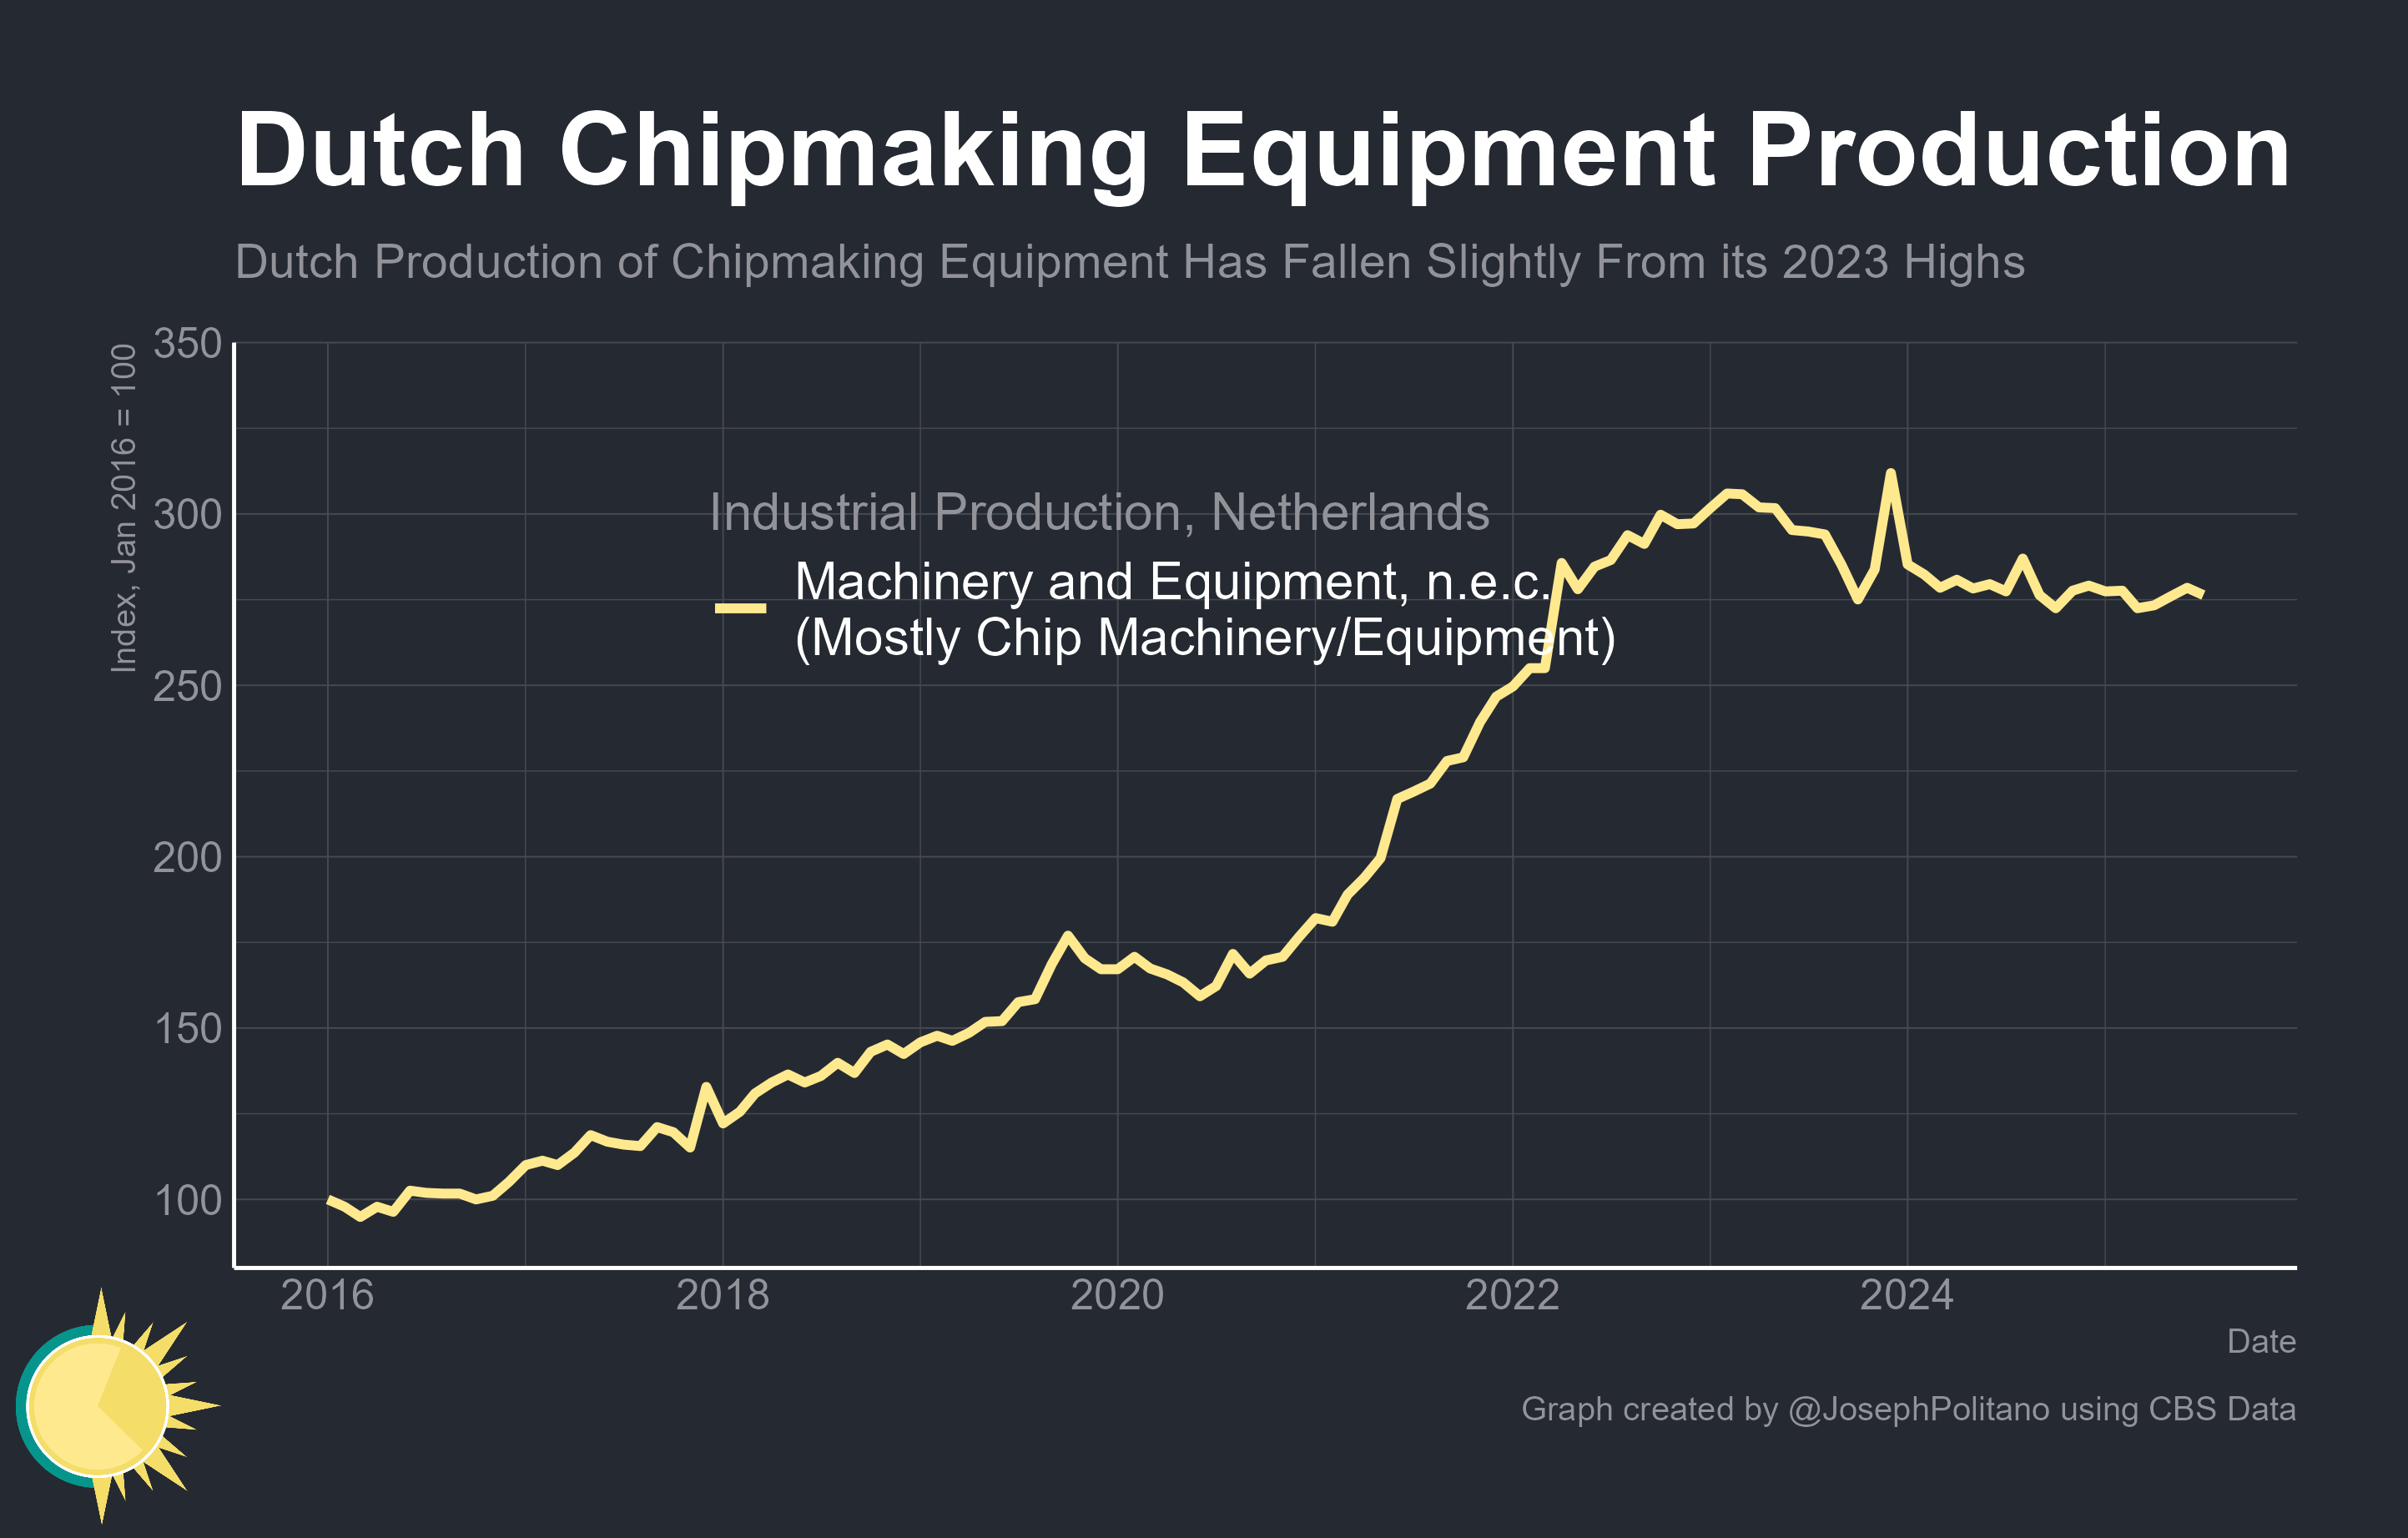 Dutch Chipmaking Equipment Production
Dutch Production of Chipmaking Equipment Has Fallen Slightly From its 2023 Highs
Index, Jan 2016 = 100
350
300
250
200
150
100
Industrial Production, Netherlands
Machinery and Equipment, n.e.c.
(Mostly Chip Machinery/Equipment)
2016
2018
2020
2022
2024
Date
Graph created by @JosephPolitano using CBS Data